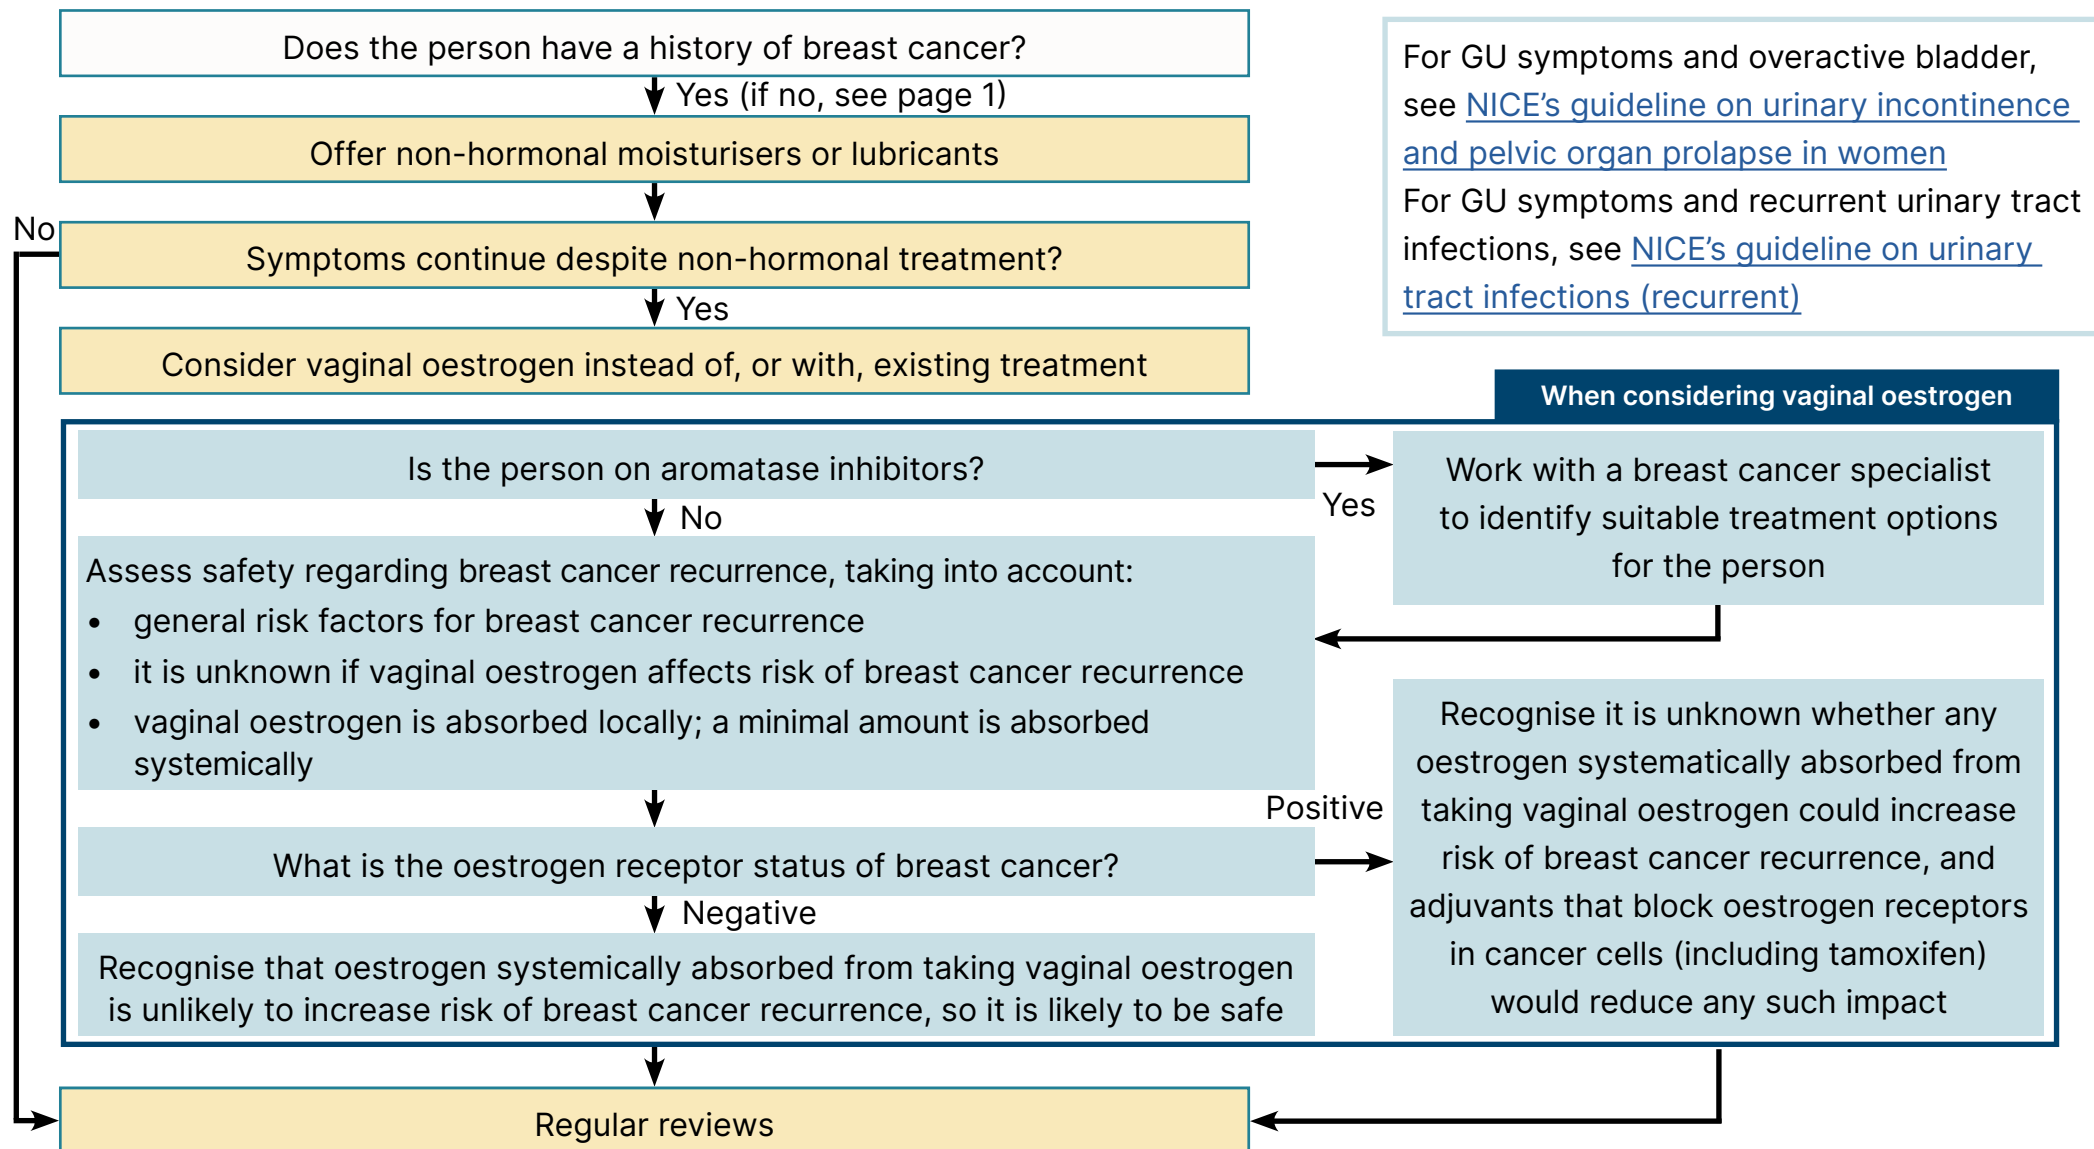 Does the person have a history of breast cancer?
Yes (if no, see page 1)
Offer non-hormonal moisturisers or lubricants
No
Symptoms continue despite non-hormonal treatment?
Yes
Consider vaginal oestrogen instead of, or with, existing treatment
For GU symptoms and overactive bladder,
see NICE’s guideline on urinary incontinence
and pelvic organ prolapse in women
For GU symptoms and recurrent urinary tract
infections, see NICE’s guideline on urinary
tract infections (recurrent)
When considering vaginal oestrogen
Is the person on aromatase inhibitors?
Yes
Work with a breast cancer specialist
to identify suitable treatment options
for the person
No
Assess safety regarding breast cancer recurrence, taking into account:
• general risk factors for breast cancer recurrence
• it is unknown if vaginal oestrogen affects risk of breast cancer recurrence
• vaginal oestrogen is absorbed locally; a minimal amount is absorbed
systemically
What is the oestrogen receptor status of breast cancer?
Positive
Recognise it is unknown whether any
oestrogen systematically absorbed from
taking vaginal oestrogen could increase
risk of breast cancer recurrence, and
adjuvants that block oestrogen receptors
in cancer cells (including tamoxifen)
would reduce any such impact
Negative
Recognise that oestrogen systemically absorbed from taking vaginal oestrogen
is unlikely to increase risk of breast cancer recurrence, so it is likely to be safe
Regular reviews